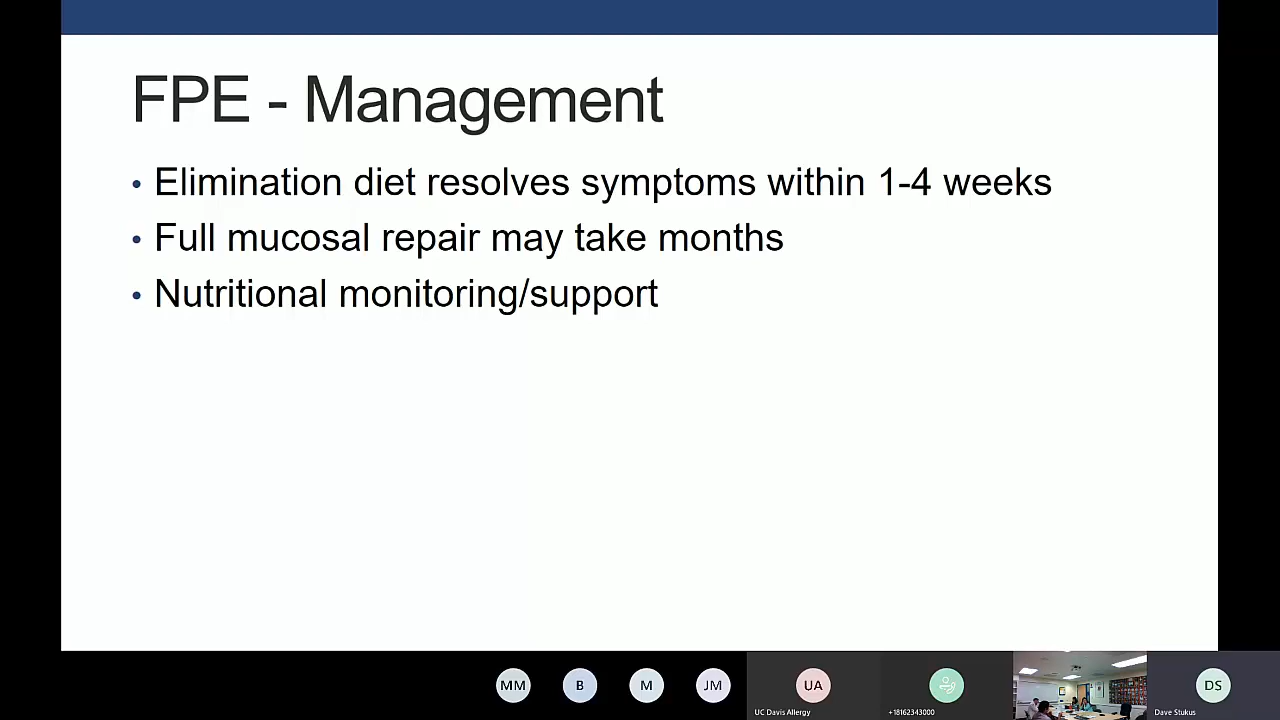 FPE - Management
• Elimination diet resolves symptoms within 1-4 weeks
• Full mucosal repair may take months
• Nutritional monitoring/support
MM
B
M
JM
UA
DS
UC Davis Allergy
+18162343000
Dave Stukus